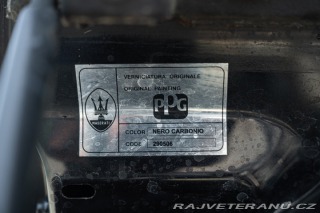 VERNICIATURA ORIGINALE
ORIGINAL PAINTING
PPG
MASERATI
COLOR NERO CARBONIO
CODE 290508
RAJVETERANU.CZ